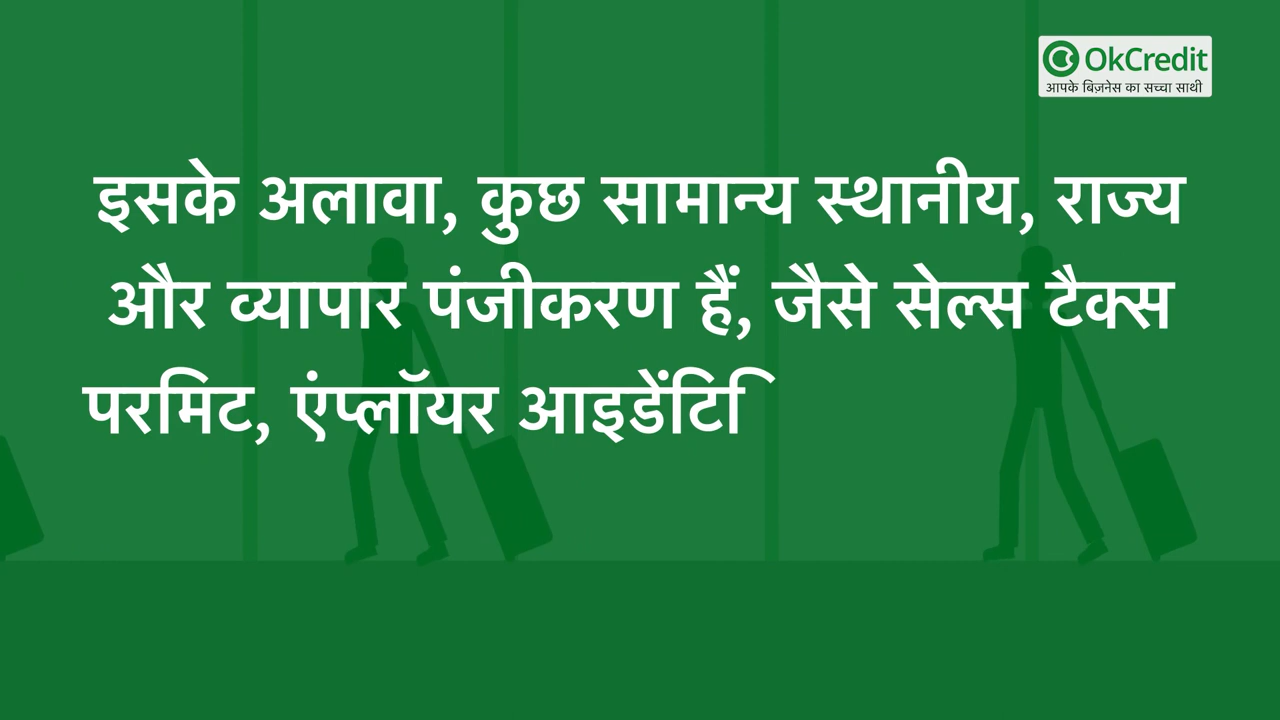 OkCredit
आपके बिज़नेस का सच्चा साथी
इसके अलावा, कुछ सामान्य स्थानीय, राज्य
और व्यापार पंजीकरण हैं, जैसे सेल्स टैक्स
परमिट, एंप्लॉयर आइडेंटिि